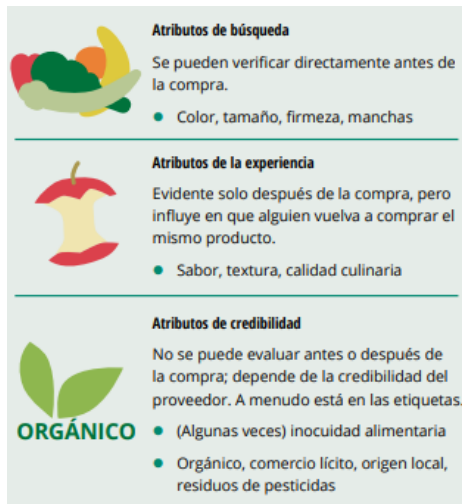 Atributos de búsqueda
Se pueden verificar directamente antes de
la compra.
● Color, tamaño, firmeza, manchas
Atributos de la experiencia
Evidente solo después de la compra, pero
influye en que alguien vuelva a comprar el
mismo producto.
● Sabor, textura, calidad culinaria
Atributos de credibilidad
No se puede evaluar antes o después de
la compra; depende de la credibilidad del
proveedor. A menudo está en las etiquetas.
ORGÁNICO
● (Algunas veces) inocuidad alimentaria
● Orgánico, comercio lícito, origen local,
residuos de pesticidas